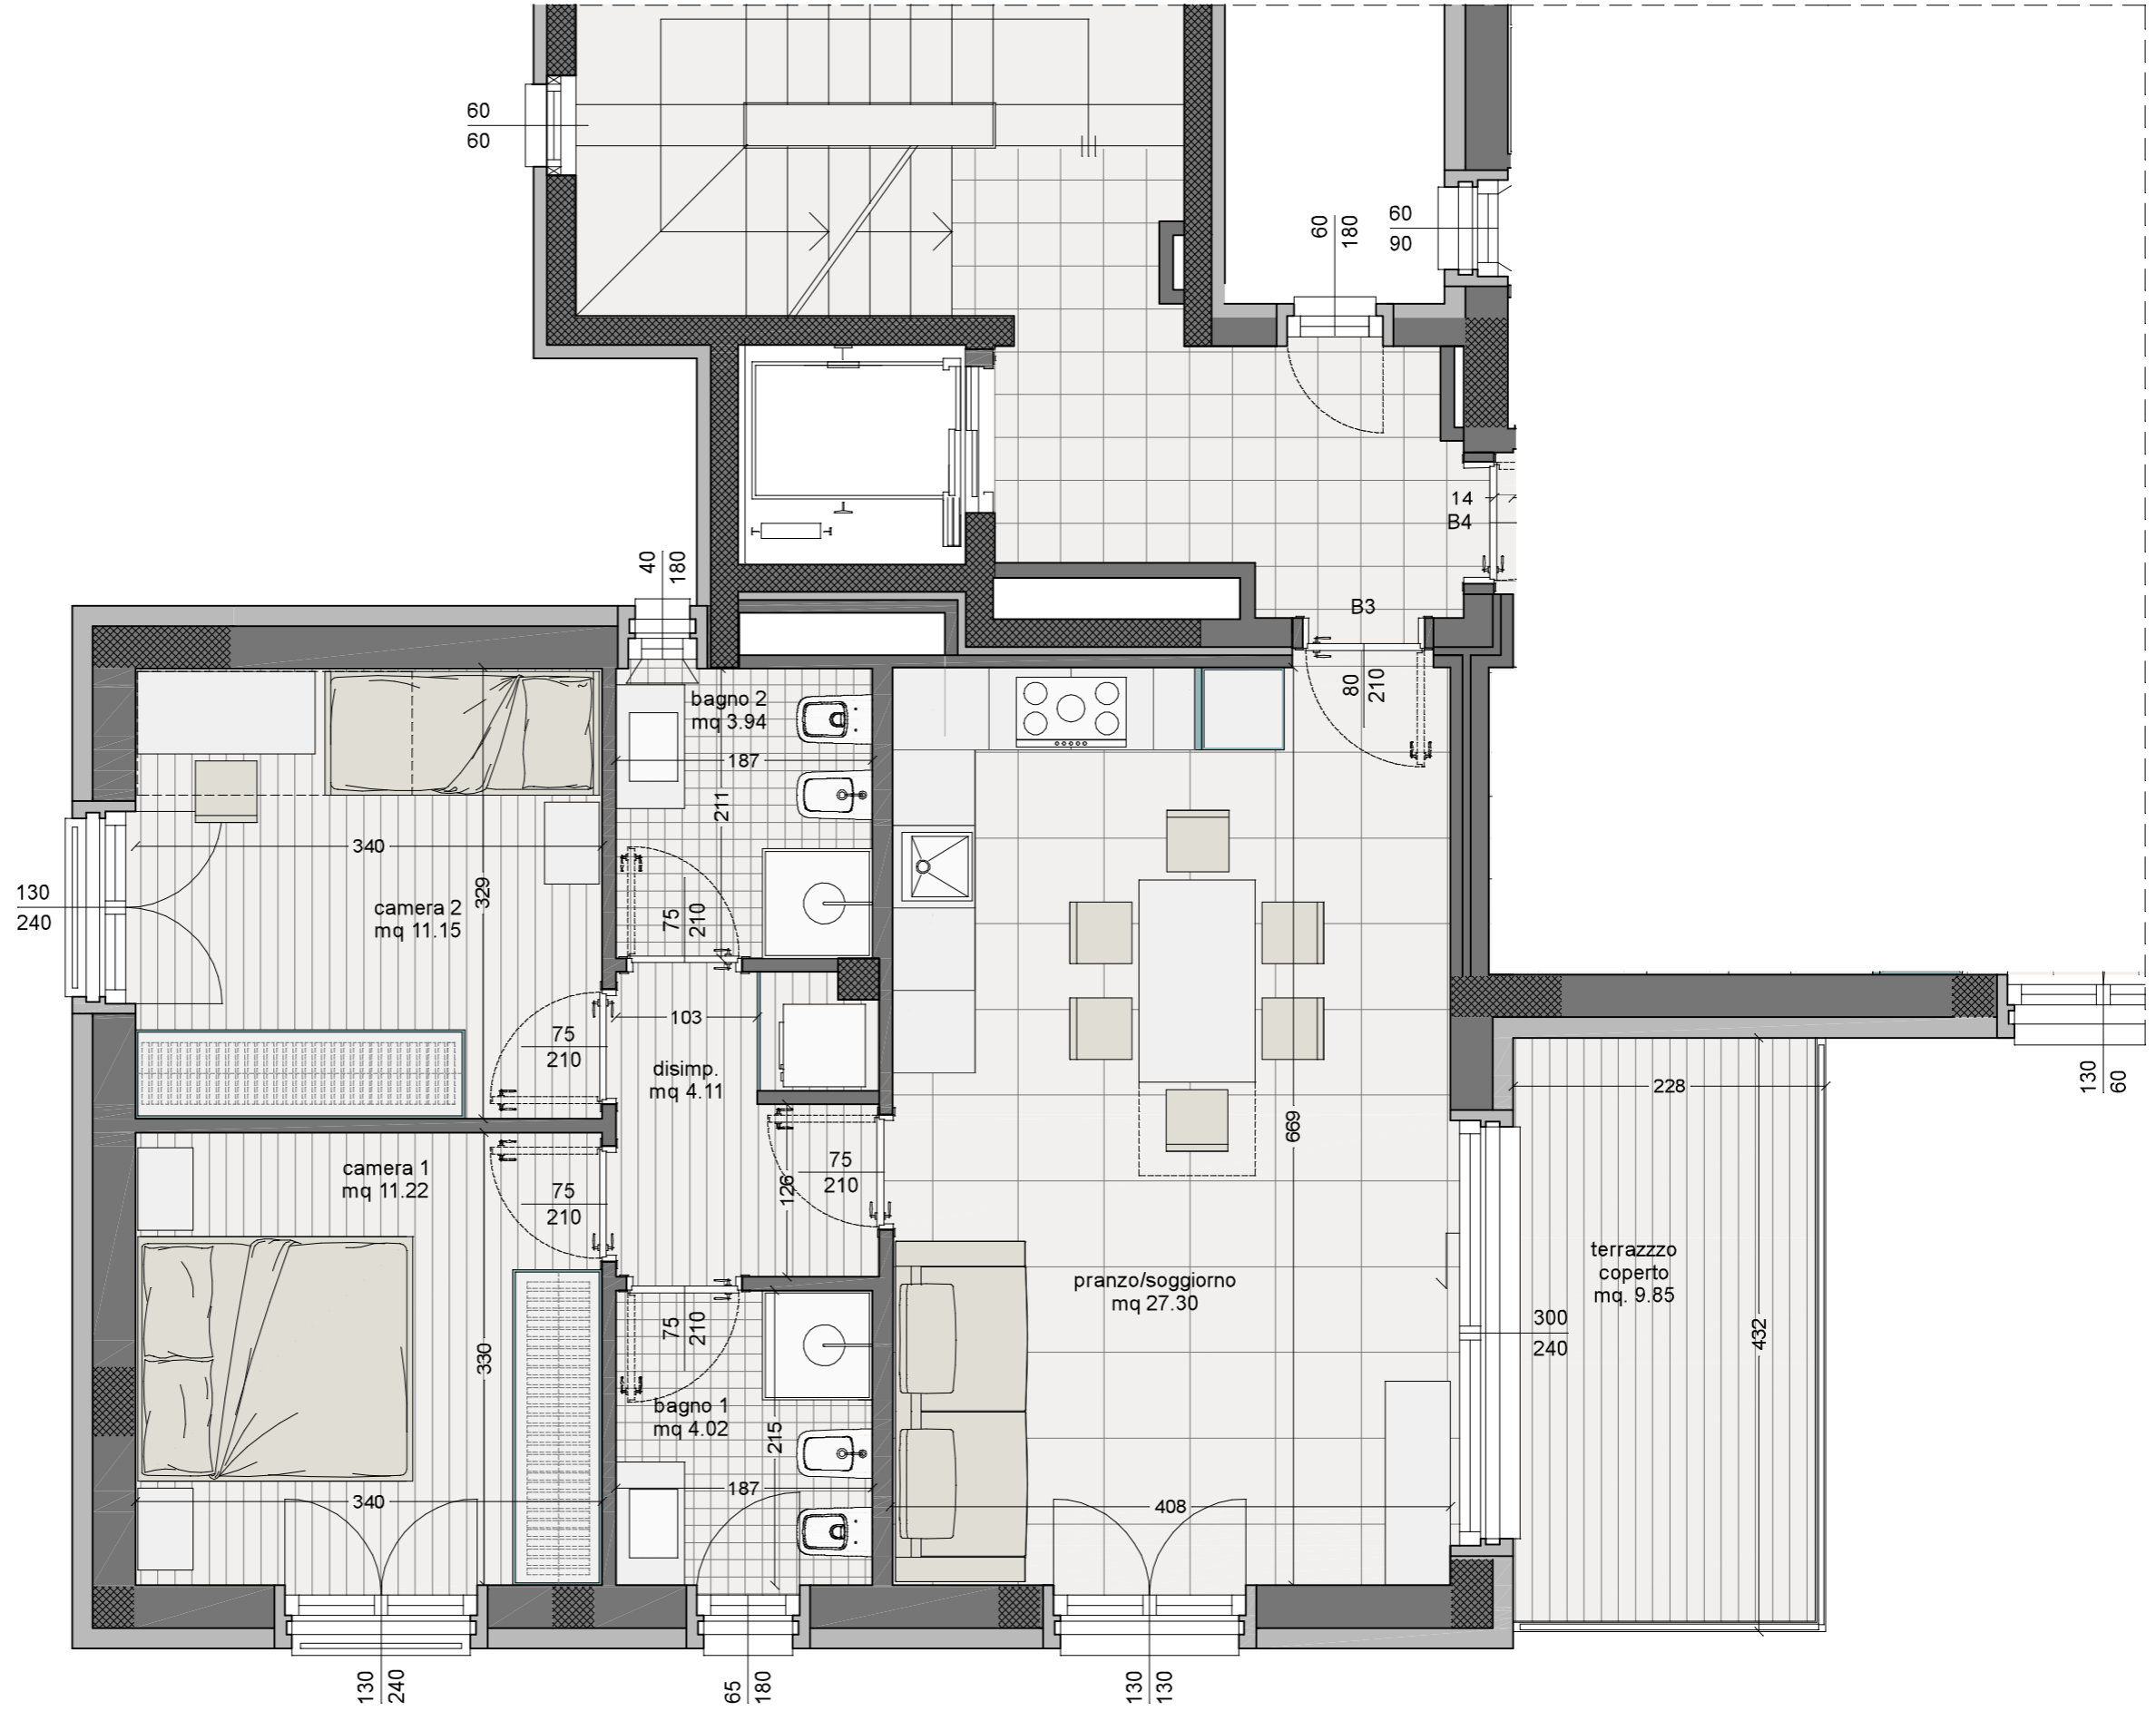 60
60
60
180
60
90
14
B4
40
180
B3
80
210
bagno 2
mq 3.94
187
211
75
210
340
329
camera 2
mq 11.15
130
240
103
75
210
disimp.
mq 4.11
228
130
60
669
camera 1
mq 11.22
75
210
75
210
126
terrazzzo
coperto
mq. 9.85
pranzo/soggiorno
mq 27.30
300
240
432
75
210
330
bagno 1
mq 4.02
215
187
340
408
130
240
65
180
130
130